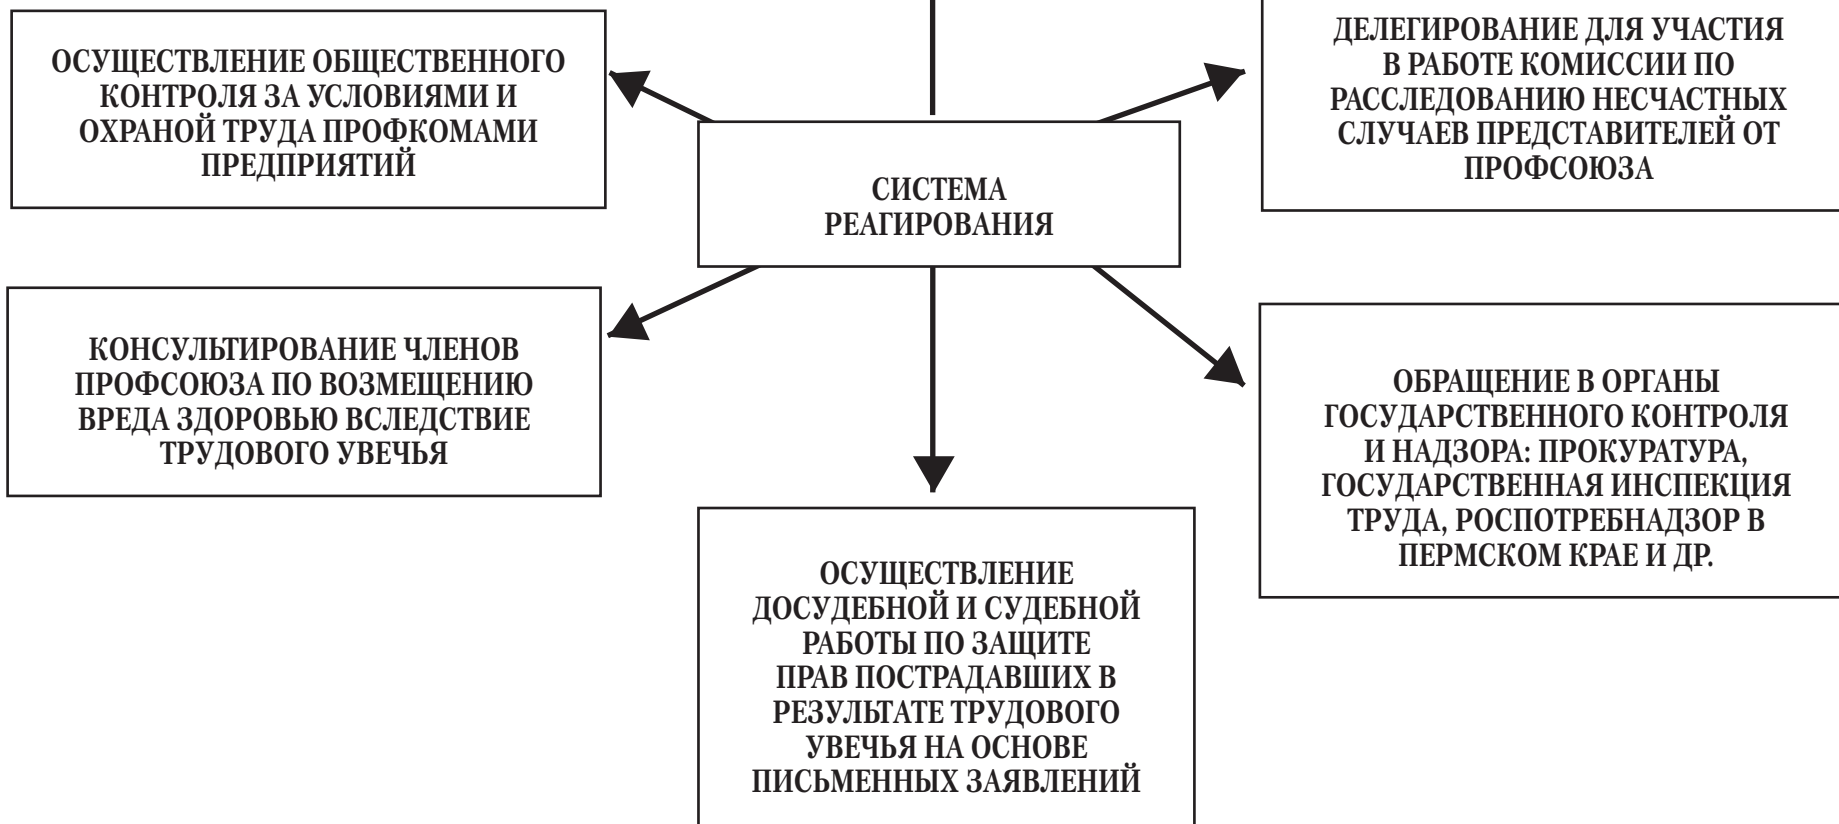 ОСУЩЕСТВЛЕНИЕ ОБЩЕСТВЕННОГО
КОНТРОЛЯ ЗА УСЛОВИЯМИ И
ОХРАНОЙ ТРУДА ПРОФКОМАМИ
ПРЕДПРИЯТИЙ
ДЕЛЕГИРОВАНИЕ ДЛЯ УЧАСТИЯ
В РАБОТЕ КОМИССИИ ПО
РАССЛЕДОВАНИЮ НЕСЧАСТНЫХ
СЛУЧАЕВ ПРЕДСТАВИТЕЛЕЙ ОТ
ПРОФСОЮЗА
СИСТЕМА
РЕАГИРОВАНИЯ
КОНСУЛЬТИРОВАНИЕ ЧЛЕНОВ
ПРОФСОЮЗА ПО ВОЗМЕЩЕНИЮ
ВРЕДА ЗДОРОВЬЮ ВСЛЕДСТВИЕ
ТРУДОВОГО УВЕЧЬЯ
ОБРАЩЕНИЕ В ОРГАНЫ
ГОСУДАРСТВЕННОГО КОНТРОЛЯ
И НАДЗОРА: ПРОКУРАТУРА,
ГОСУДАРСТВЕННАЯ ИНСПЕКЦИЯ
ТРУДА, РОСПОТРЕБНАДЗОР В
ПЕРМСКОМ КРАЕ И ДР.
ОСУЩЕСТВЛЕНИЕ
ДОСУДЕБНОЙ И СУДЕБНОЙ
РАБОТЫ ПО ЗАЩИТЕ
ПРАВ ПОСТРАДАВШИХ В
РЕЗУЛЬТАТЕ ТРУДОВОГО
УВЕЧЬЯ НА ОСНОВЕ
ПИСЬМЕННЫХ ЗАЯВЛЕНИЙ